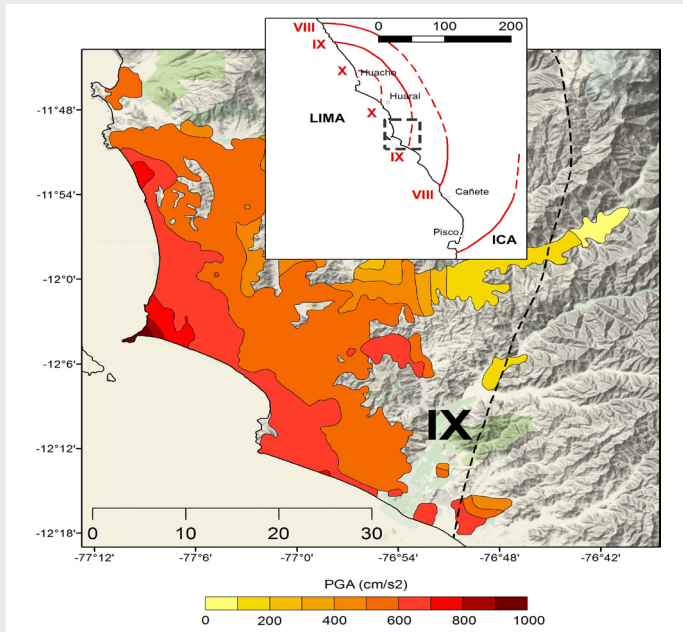 0 50 100 200
VIII
IX
X
Huacho
Huaral
X
LIMA
IX
VIII
Cañete
Pisco
ICA
-11°48'
-11°54'
-12°0'
-12°6'
-12°12'
-12°18'
IX
0 10 20 30
-77°12' -77°6' -77°0' -76°54' -76°48' -76°42'
PGA (cm/s2)
0 200 400 600 800 1000